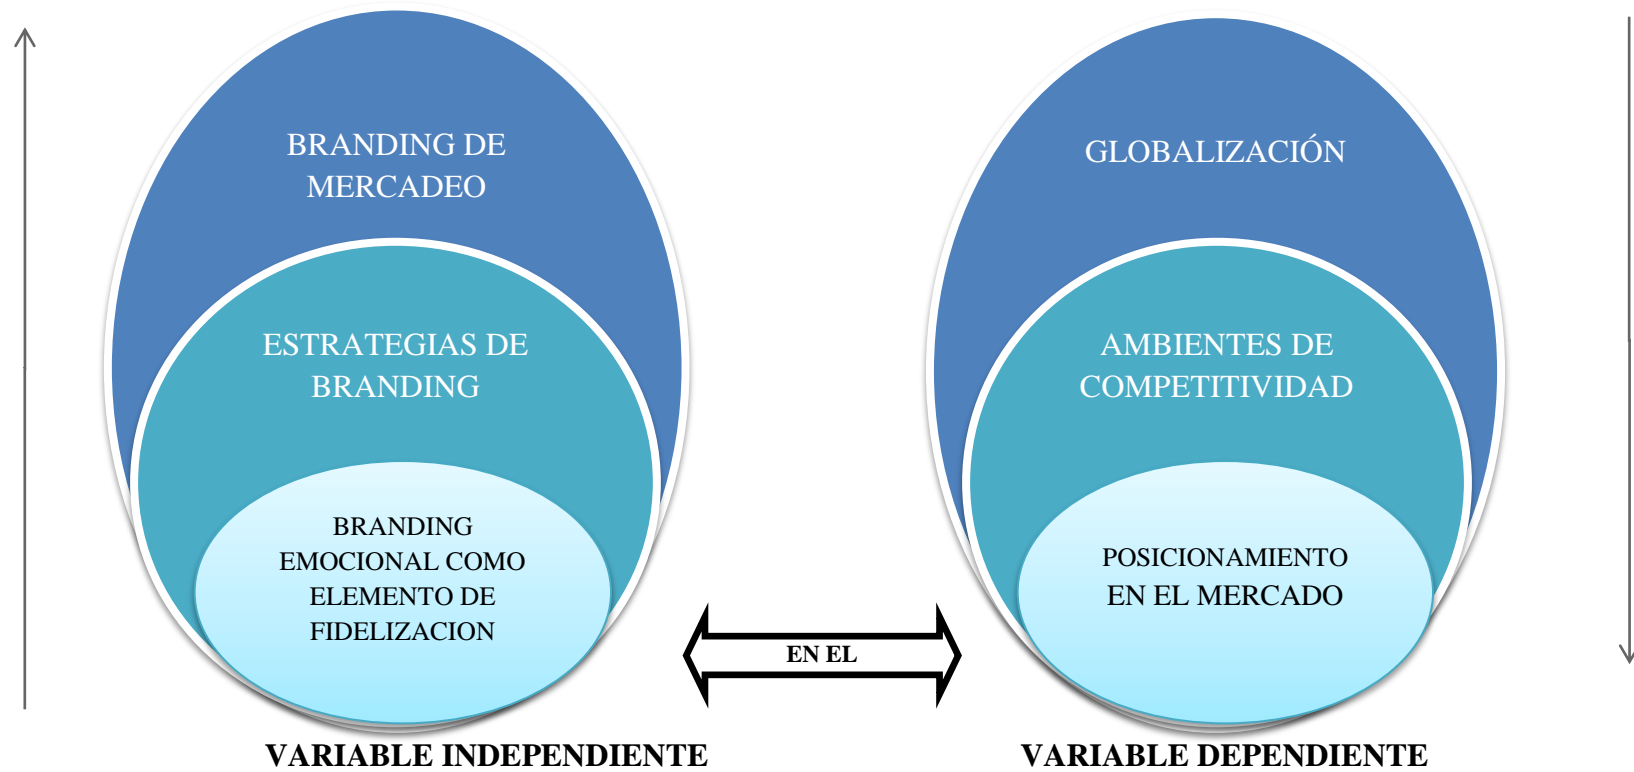 BRANDING DE
MERCADEO
ESTRATEGIAS DE
BRANDING
BRANDING
EMOCIONAL COMO
ELEMENTO DE
FIDELIZACION
VARIABLE INDEPENDIENTE
EN EL
GLOBALIZACIÓN
AMBIENTES DE
COMPETITIVIDAD
POSICIONAMIENTO
EN EL MERCADO
VARIABLE DEPENDIENTE